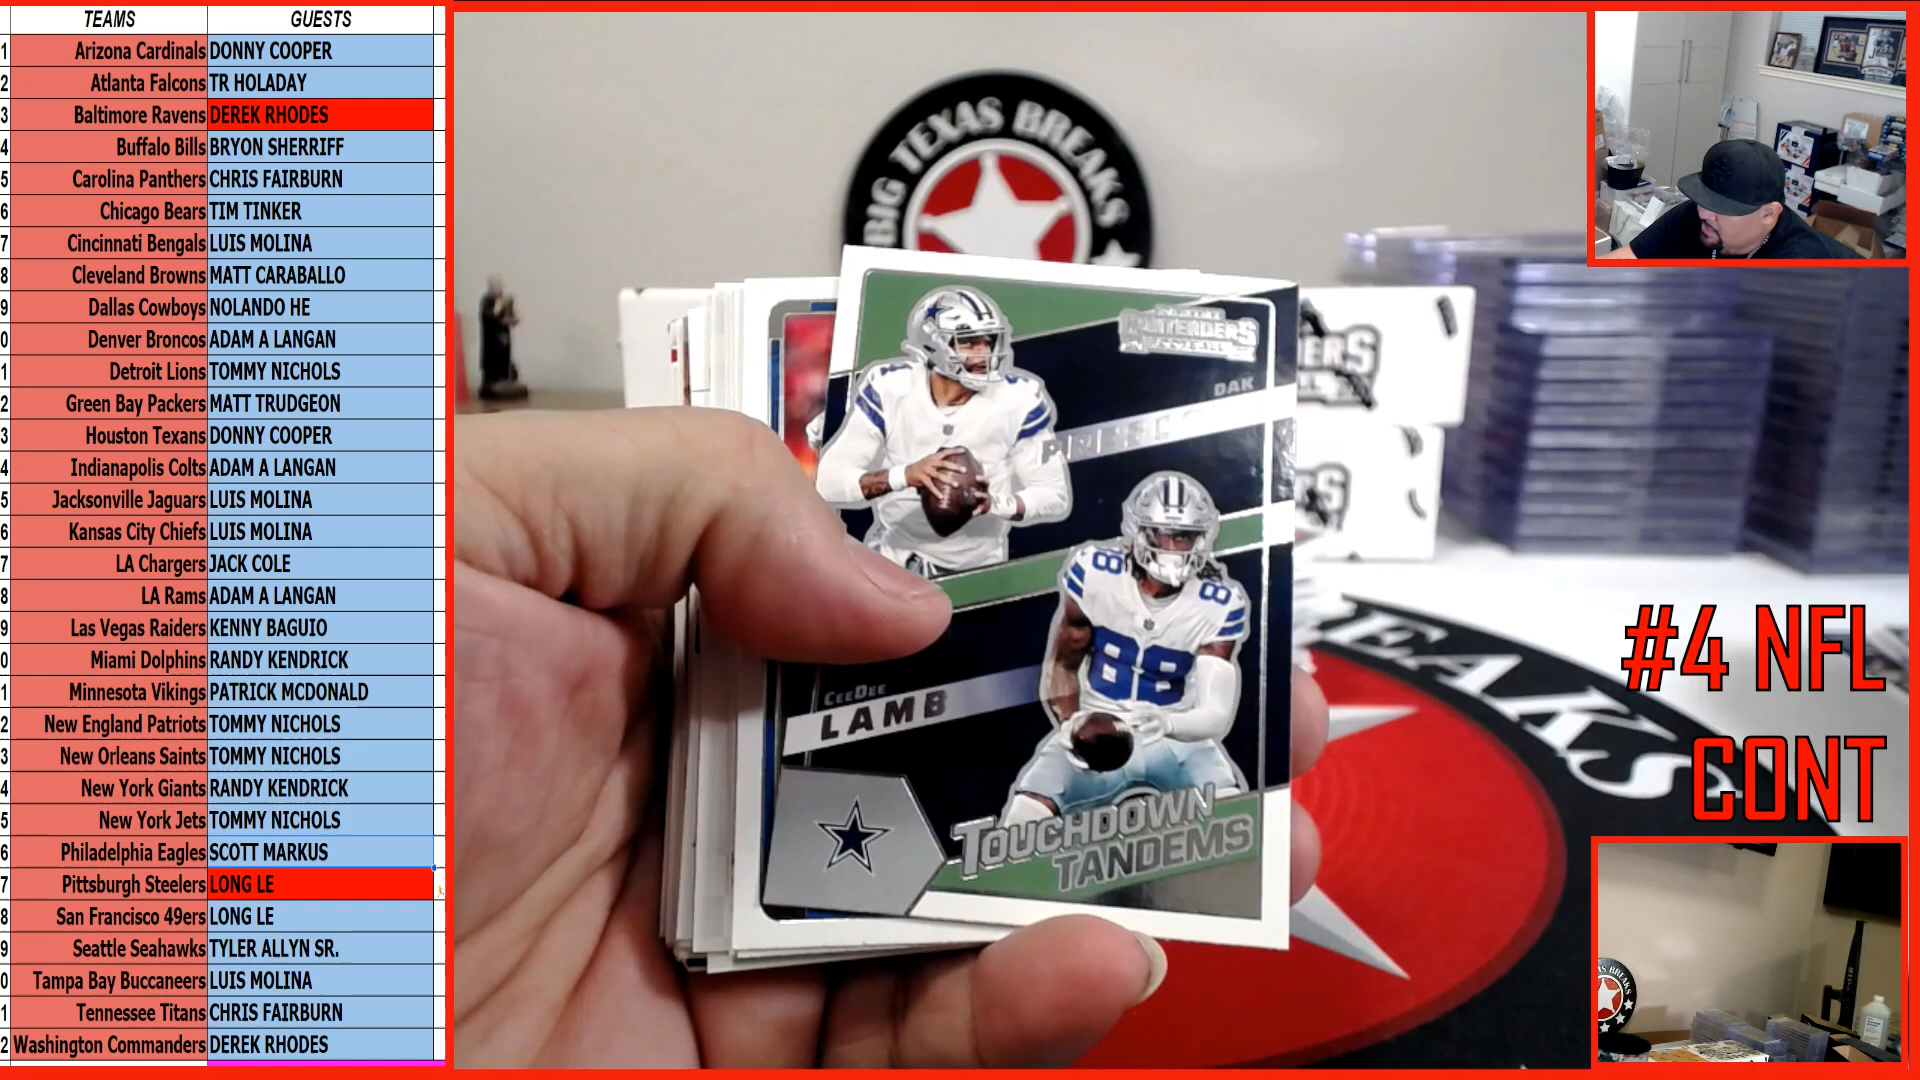 TEAMS GUESTS
1 Arizona Cardinals DONNY COOPER
2 Atlanta Falcons TR HOLADAY
3 Baltimore Ravens DEREK RHODES
4 Buffalo Bills BRYON SHERRIFF
5 Carolina Panthers CHRIS FAIRBURN
6 Chicago Bears TIM TINKER
7 Cincinnati Bengals LUIS MOLINA
8 Cleveland Browns MATT CARABALLO
9 Dallas Cowboys NOLANDO HE
0 Denver Broncos ADAM A LANGAN
1 Detroit Lions TOMMY NICHOLS
2 Green Bay Packers MATT TRUDGEON
3 Houston Texans DONNY COOPER
4 Indianapolis Colts ADAM A LANGAN
5 Jacksonville Jaguars LUIS MOLINA
6 Kansas City Chiefs LUIS MOLINA
7 LA Chargers JACK COLE
8 LA Rams ADAM A LANGAN
9 Las Vegas Raiders KENNY BAGUIO
0 Miami Dolphins RANDY KENDRICK
1 Minnesota Vikings PATRICK MCDONALD
2 New England Patriots TOMMY NICHOLS
3 New Orleans Saints TOMMY NICHOLS
4 New York Giants RANDY KENDRICK
5 New York Jets TOMMY NICHOLS
6 Philadelphia Eagles SCOTT MARKUS
7 Pittsburgh Steelers LONG LE
8 San Francisco 49ers LONG LE
9 Seattle Seahawks TYLER ALLYN SR.
0 Tampa Bay Buccaneers LUIS MOLINA
1 Tennessee Titans CHRIS FAIRBURN
2 Washington Commanders DEREK RHODES
BIG TEXAS BREAKS
CONTENDERS
DAK
88
88
88
CEEDEE
LAMB
TOUCHDOWN
TANDEMS
ERS
TS
EAKS
#4 NFL
CONT